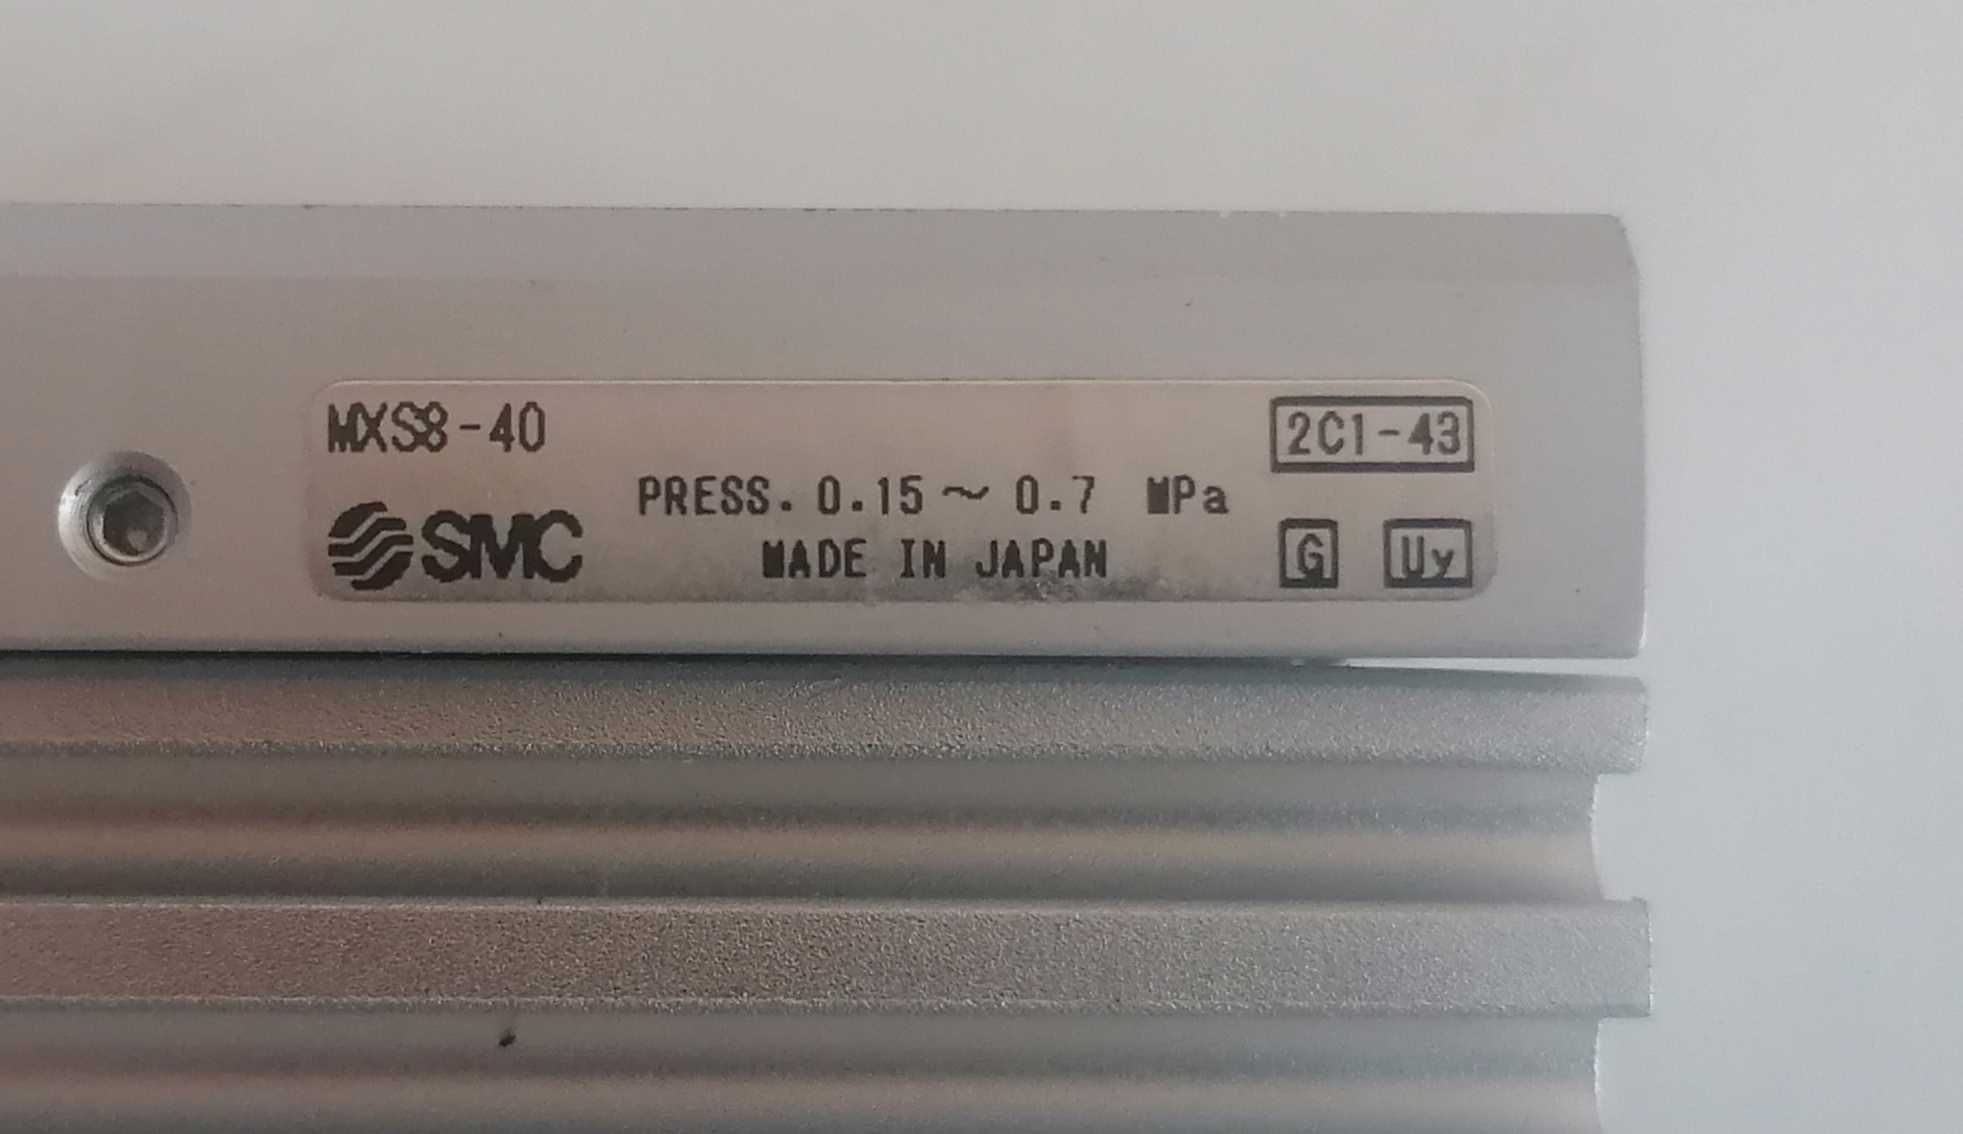 MXS8-40
2C1-43
PRESS. 0.15～0.7 MPa
SMC
MADE IN JAPAN
G
Uy